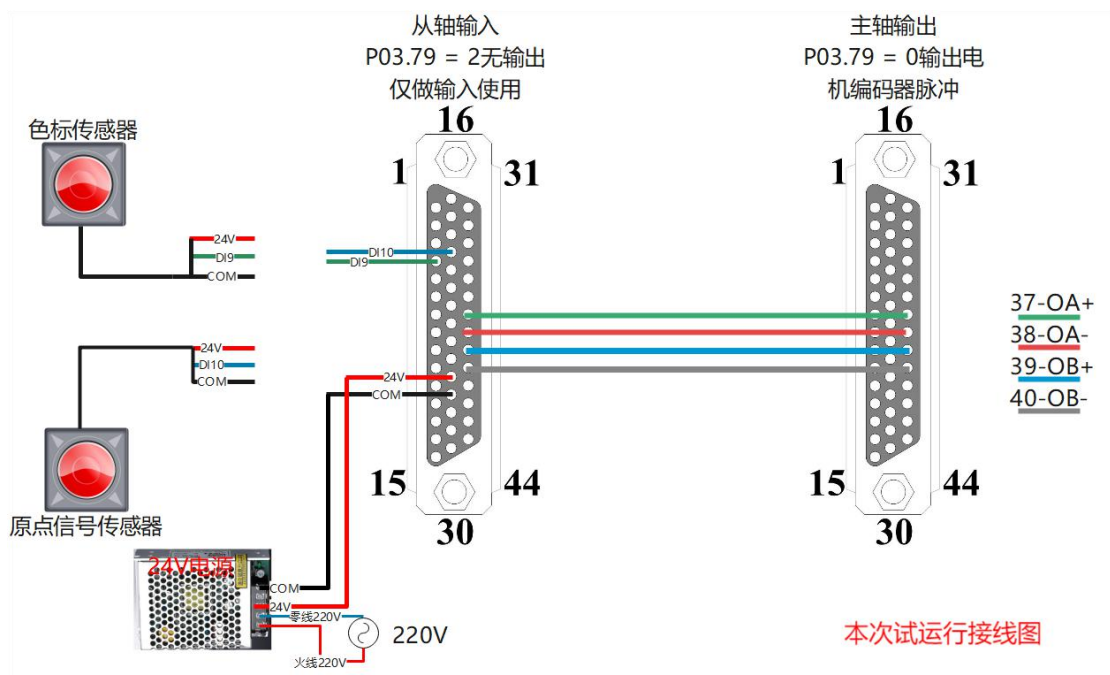 从轴输入
P03.79 = 2无输出
仅做输入使用
16
1
31
15
44
30
主轴输出
P03.79 = 0输出电
机编码器脉冲
16
1
31
15
44
30
色标传感器
24V
DI9
COM
DI10
DI9
24V
DI10
COM
24V
COM
原点信号传感器
24V电源
COM
24V
零线220V
火线220V
220V
37-OA+
38-OA-
39-OB+
40-OB-
本次试运行接线图